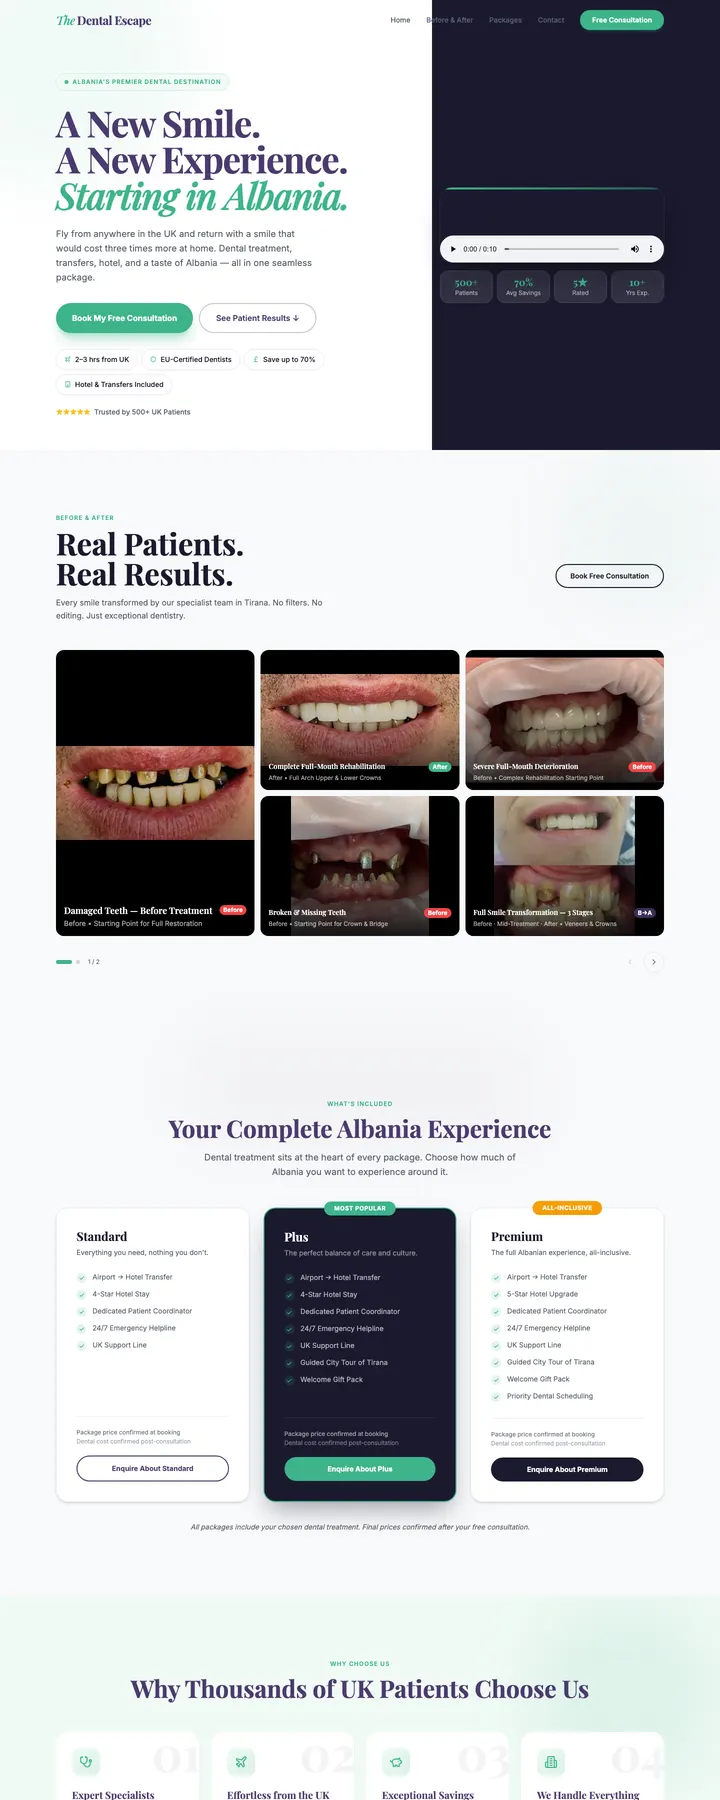 The Dental Escape
Home Before & After Packages Contact Free Consultation
ALBANIA'S PREMIER DENTAL DESTINATION
A New Smile.
A New Experience.
Starting in Albania.
Fly from anywhere in the UK and return with a smile that
would cost three times more at home. Dental treatment,
transfers, hotel, and a taste of Albania — all in one seamless
package.
Book My Free Consultation
See Patient Results ↓
2–3 hrs from UK
EU-Certified Dentists
£ Save up to 70%
Hotel & Transfers Included
★★★★★ Trusted by 500+ UK Patients
0:00 / 0:10
500+
Patients
70%
Avg Savings
5★
Rated
10+
Yrs Exp.
BEFORE & AFTER
Real Patients.
Real Results.
Every smile transformed by our specialist team in Tirana. No filters. No
editing. Just exceptional dentistry.
Book Free Consultation
Damaged Teeth — Before Treatment
Before
Before • Starting Point for Full Restoration
Complete Full-Mouth Rehabilitation
After
After • Full Arch Upper & Lower Crowns
Severe Full-Mouth Deterioration
Before
Before • Complex Rehabilitation Starting Point
Broken & Missing Teeth
Before
Before • Starting Point for Crown & Bridge
Full Smile Transformation — 3 Stages
B→A
Before · Mid-Treatment · After • Veneers & Crowns
1 / 2
WHAT'S INCLUDED
Your Complete Albania Experience
Dental treatment sits at the heart of every package. Choose how much of
Albania you want to experience around it.
Standard
Everything you need, nothing you don't.
Airport → Hotel Transfer
4-Star Hotel Stay
Dedicated Patient Coordinator
24/7 Emergency Helpline
UK Support Line
Package price confirmed at booking
Dental cost confirmed post-consultation
Enquire About Standard
MOST POPULAR
Plus
The perfect balance of care and culture.
Airport → Hotel Transfer
4-Star Hotel Stay
Dedicated Patient Coordinator
24/7 Emergency Helpline
UK Support Line
Guided City Tour of Tirana
Welcome Gift Pack
Package price confirmed at booking
Dental cost confirmed post-consultation
Enquire About Plus
ALL-INCLUSIVE
Premium
The full Albanian experience, all-inclusive.
Airport → Hotel Transfer
5-Star Hotel Upgrade
Dedicated Patient Coordinator
24/7 Emergency Helpline
UK Support Line
Guided City Tour of Tirana
Welcome Gift Pack
Priority Dental Scheduling
Package price confirmed at booking
Dental cost confirmed post-consultation
Enquire About Premium
All packages include your chosen dental treatment. Final prices confirmed after your free consultation.
WHY CHOOSE US
Why Thousands of UK Patients Choose Us
01
Expert Specialists
02
Effortless from the UK
03
Exceptional Savings
04
We Handle Everything